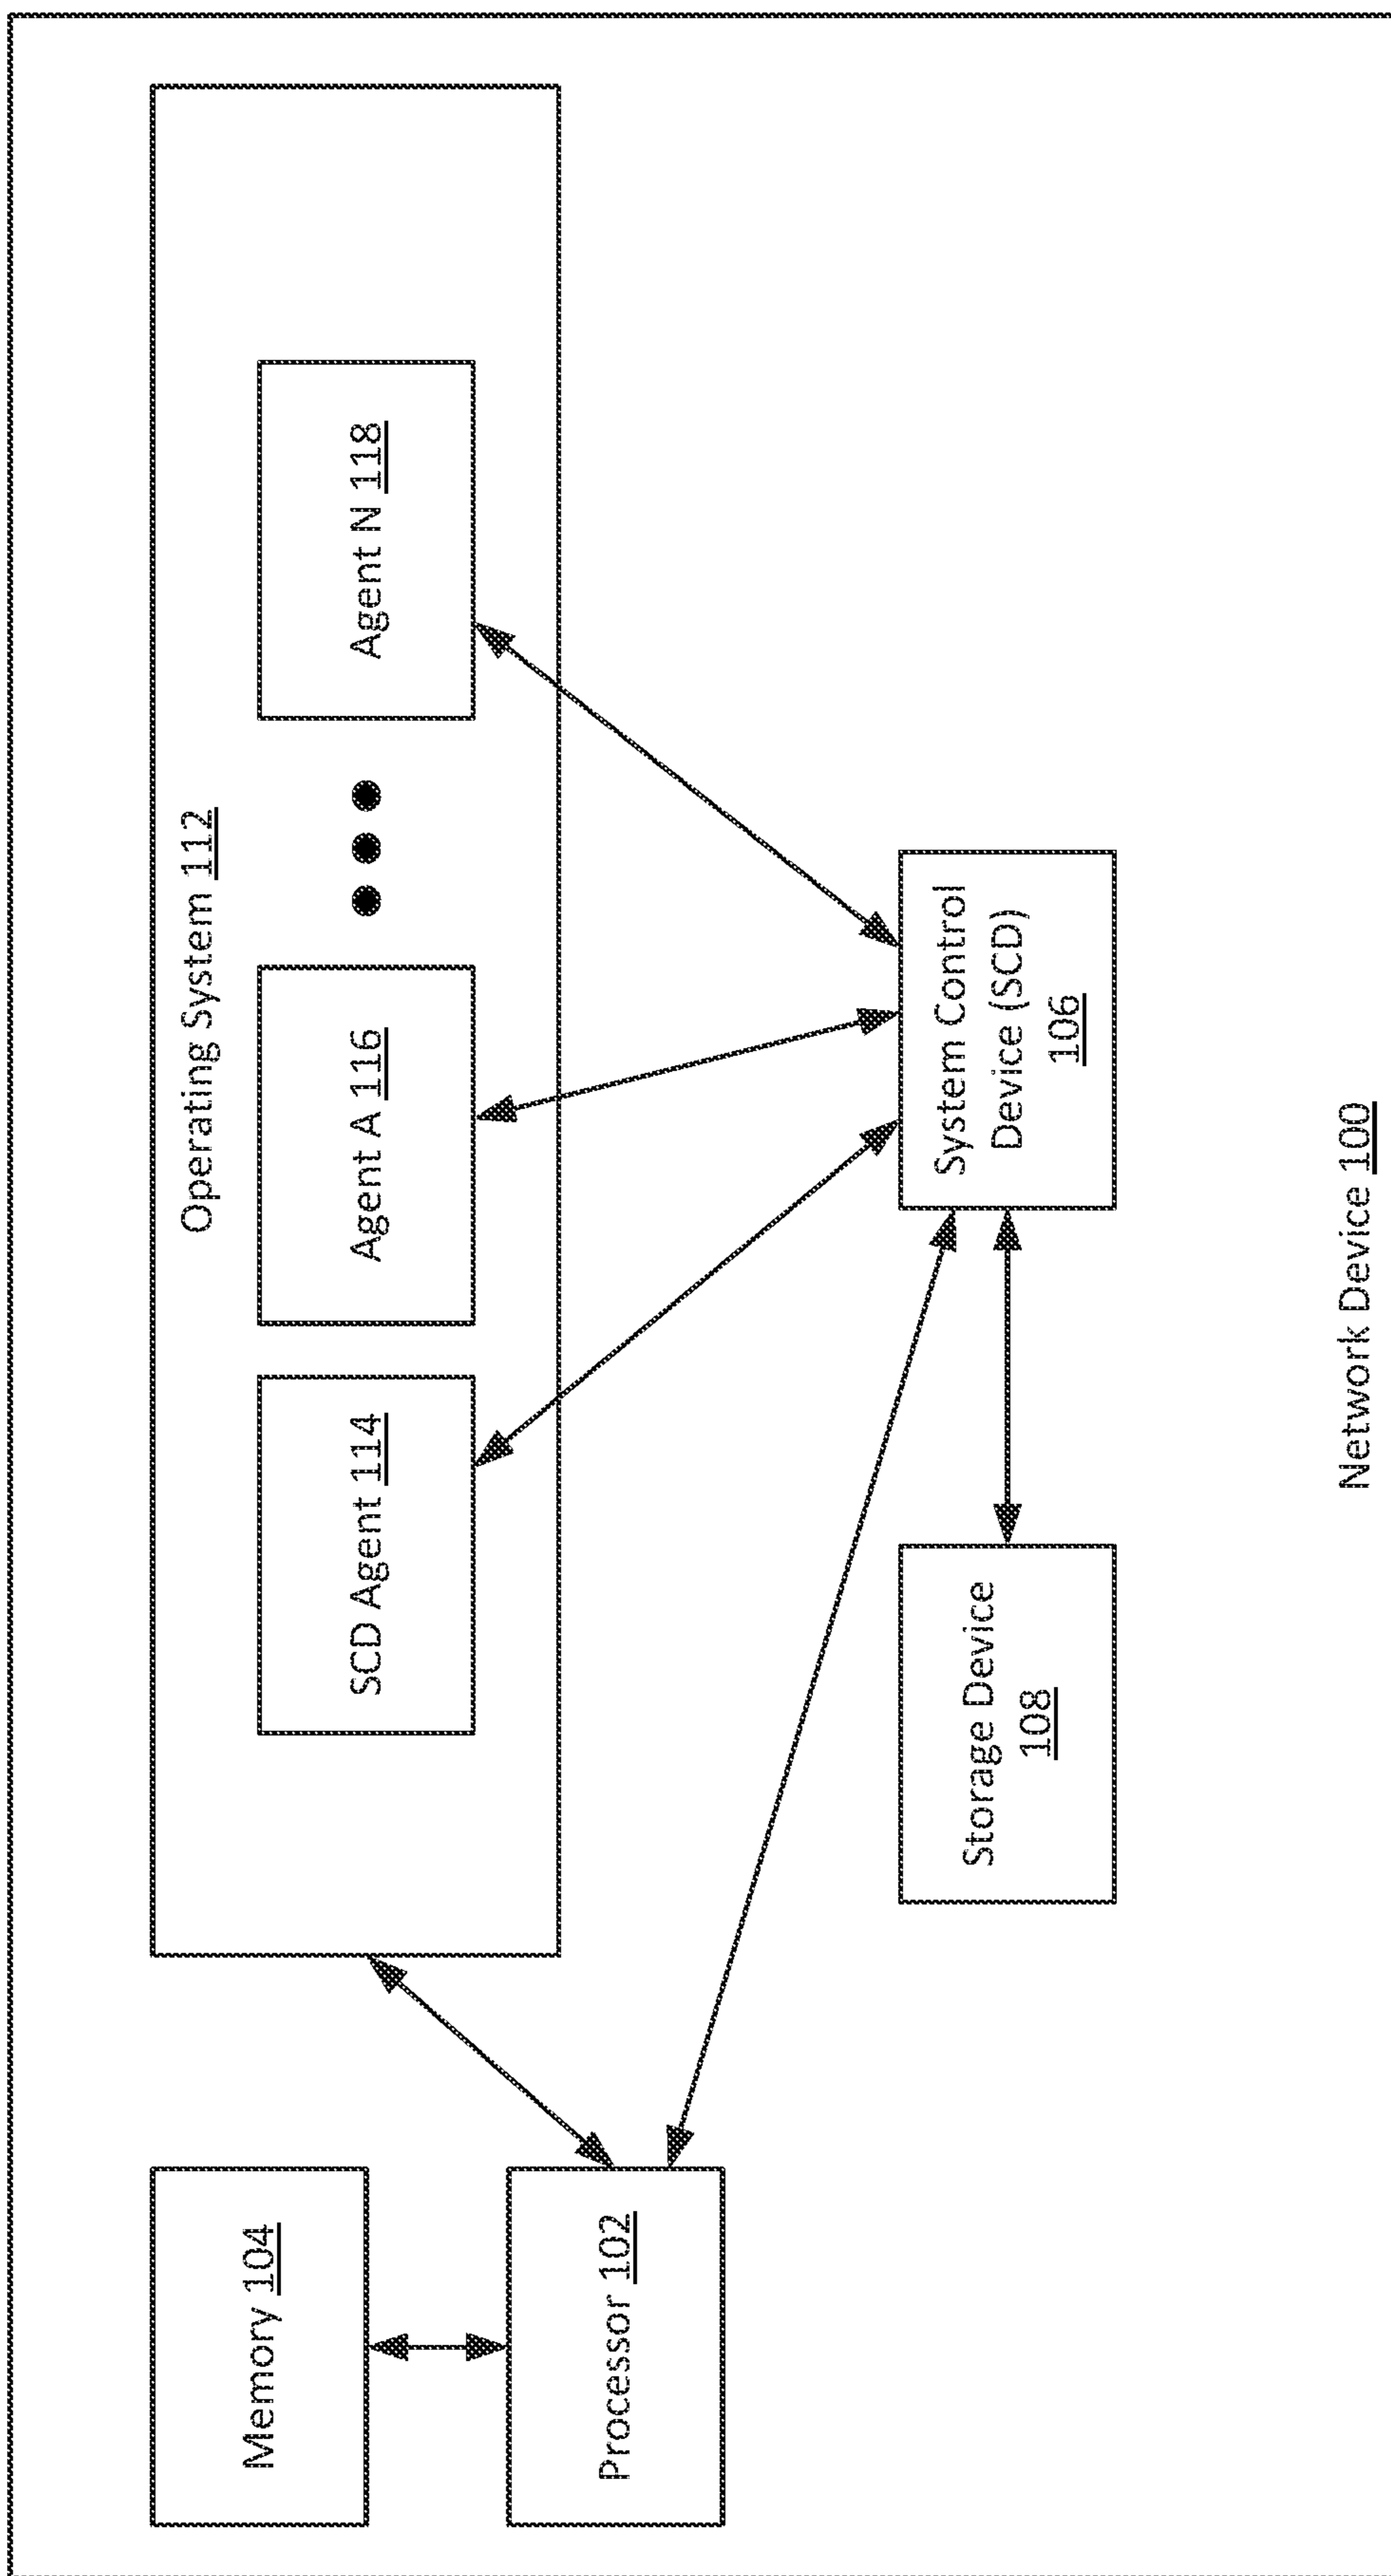 Operating System 112
Memory 104
SCD Agent 114
Agent A 116
Agent N 118
Processor 102
Storage Device
108
System Control
Device (SCD)
106
Network Device 100